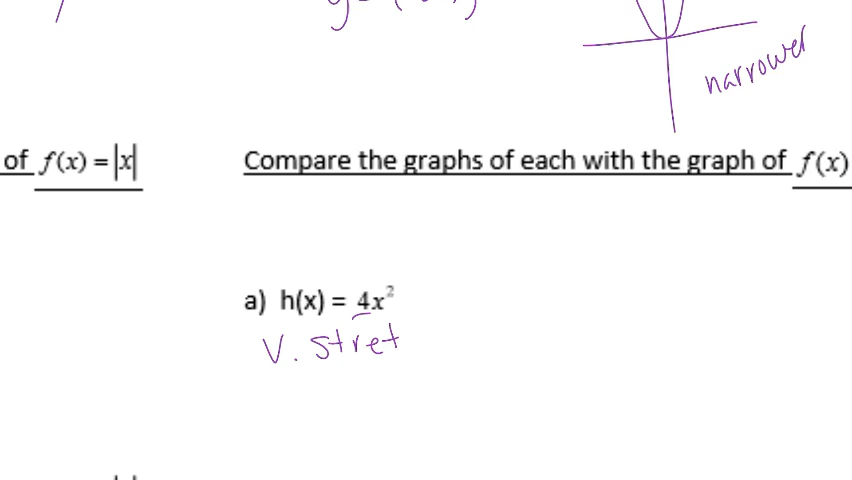 narrower
of f(x) = |x|
Compare the graphs of each with the graph of f(x)
a) h(x) = 4x²
V. stret